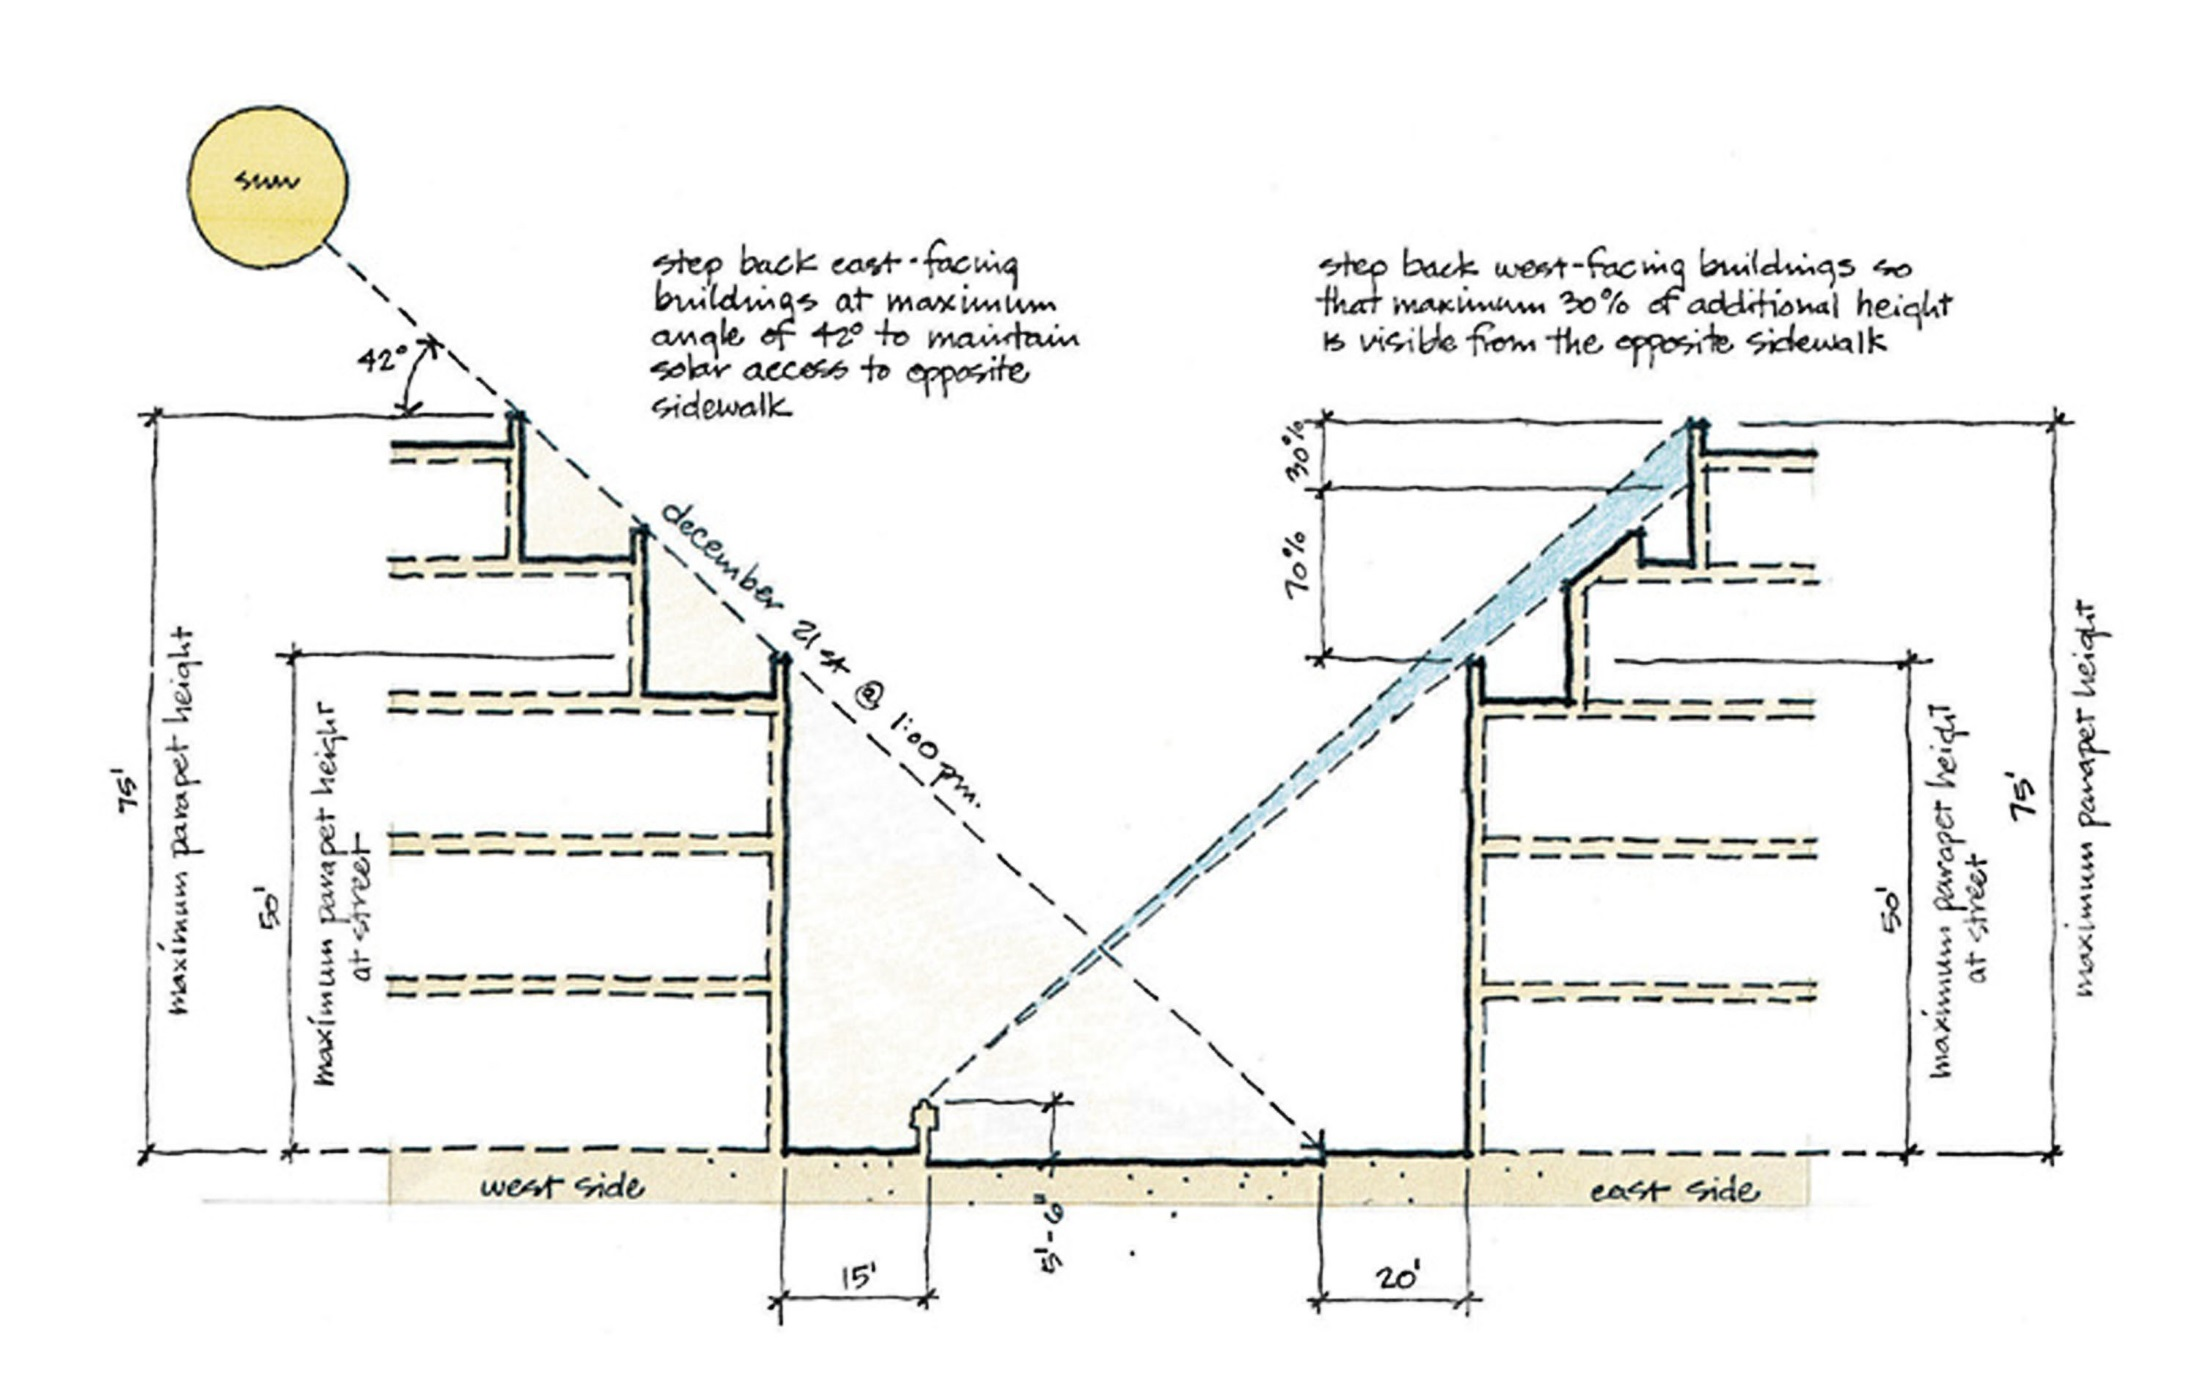 sun
step back east-facing
buildings at maximum
angle of 42° to maintain
solar access to opposite
sidewalk
step back west-facing buildings so
that maximum 30% of additional height
is visible from the opposite sidewalk
42°
december 21st @ 1:00 pm.
30%
70%
75'
maximum parapet height
50'
maximum parapet height
at street
50'
maximum parapet height
at street
75'
maximum parapet height
west side
east side
5'-6"
15'
20'